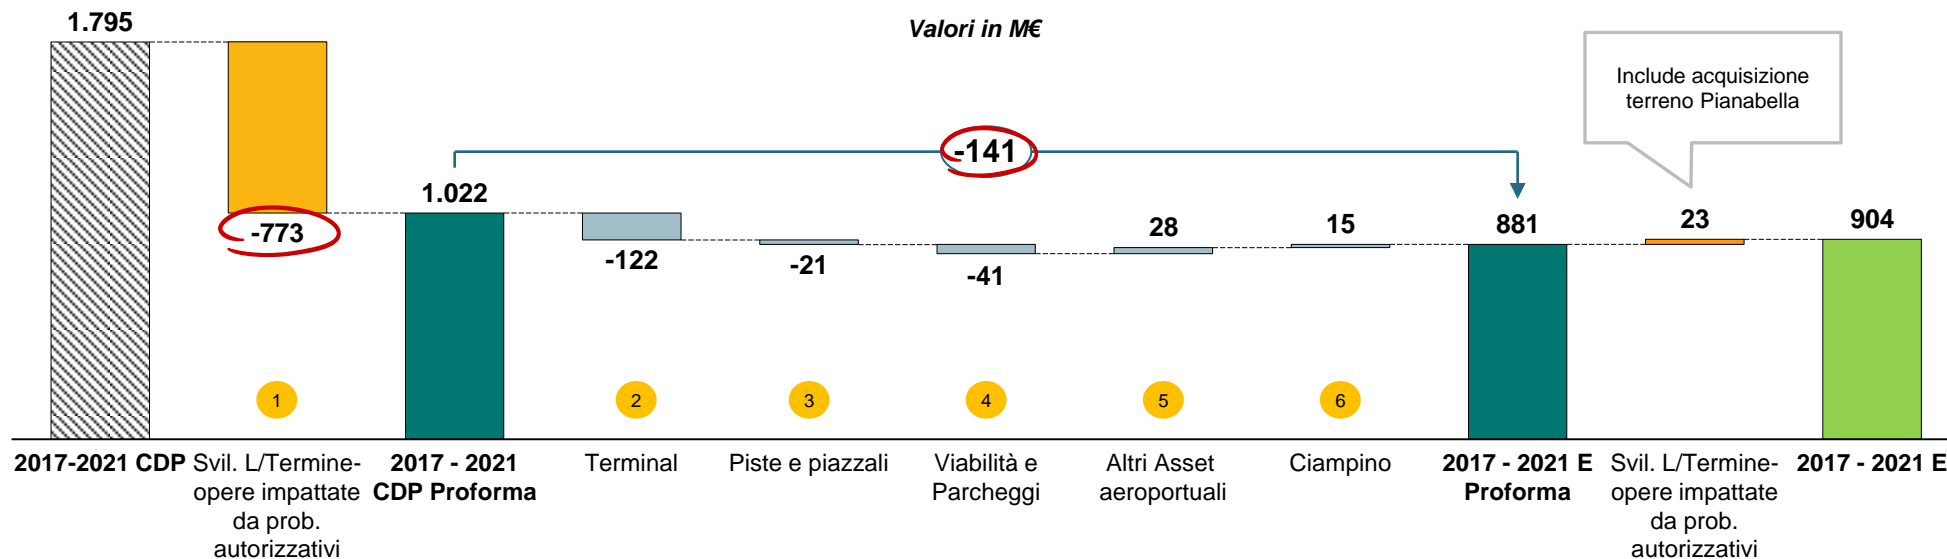 Valori in M€
1.795
-773
1.022
-141
-122
-21
-41
28
15
881
Include acquisizione
terreno Pianabella
23
904
1
2
3
4
5
6
2017-2021 CDP
Svil. L/Termine-
opere impattate
da prob.
autorizzativi
2017 - 2021
CDP Proforma
Terminal
Piste e piazzali
Viabilità e
Parcheggi
Altri Asset
aeroportuali
Ciampino
2017 - 2021 E
Proforma
Svil. L/Termine-
opere impattate
da prob.
autorizzativi
2017 - 2021 E